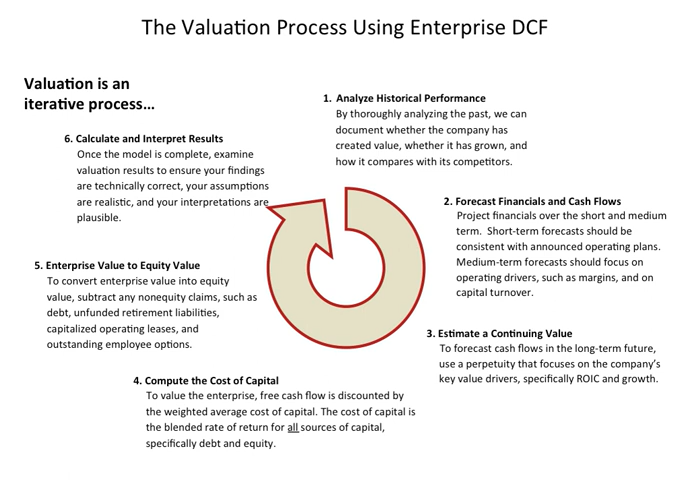 The Valuation Process Using Enterprise DCF
Valuation is an
iterative process…
1. Analyze Historical Performance
By thoroughly analyzing the past, we can
document whether the company has
created value, whether it has grown, and
how it compares with its competitors.
2. Forecast Financials and Cash Flows
Project financials over the short and medium
term. Short-term forecasts should be
consistent with announced operating plans.
Medium-term forecasts should focus on
operating drivers, such as margins, and on
capital turnover.
3. Estimate a Continuing Value
To forecast cash flows in the long-term future,
use a perpetuity that focuses on the company's
key value drivers, specifically ROIC and growth.
4. Compute the Cost of Capital
To value the enterprise, free cash flow is discounted by
the weighted average cost of capital. The cost of capital is
the blended rate of return for all sources of capital,
specifically debt and equity.
5. Enterprise Value to Equity Value
To convert enterprise value into equity
value, subtract any nonequity claims, such as
debt, unfunded retirement liabilities,
capitalized operating leases, and
outstanding employee options.
6. Calculate and Interpret Results
Once the model is complete, examine
valuation results to ensure your findings
are technically correct, your assumptions
are realistic, and your interpretations are
plausible.